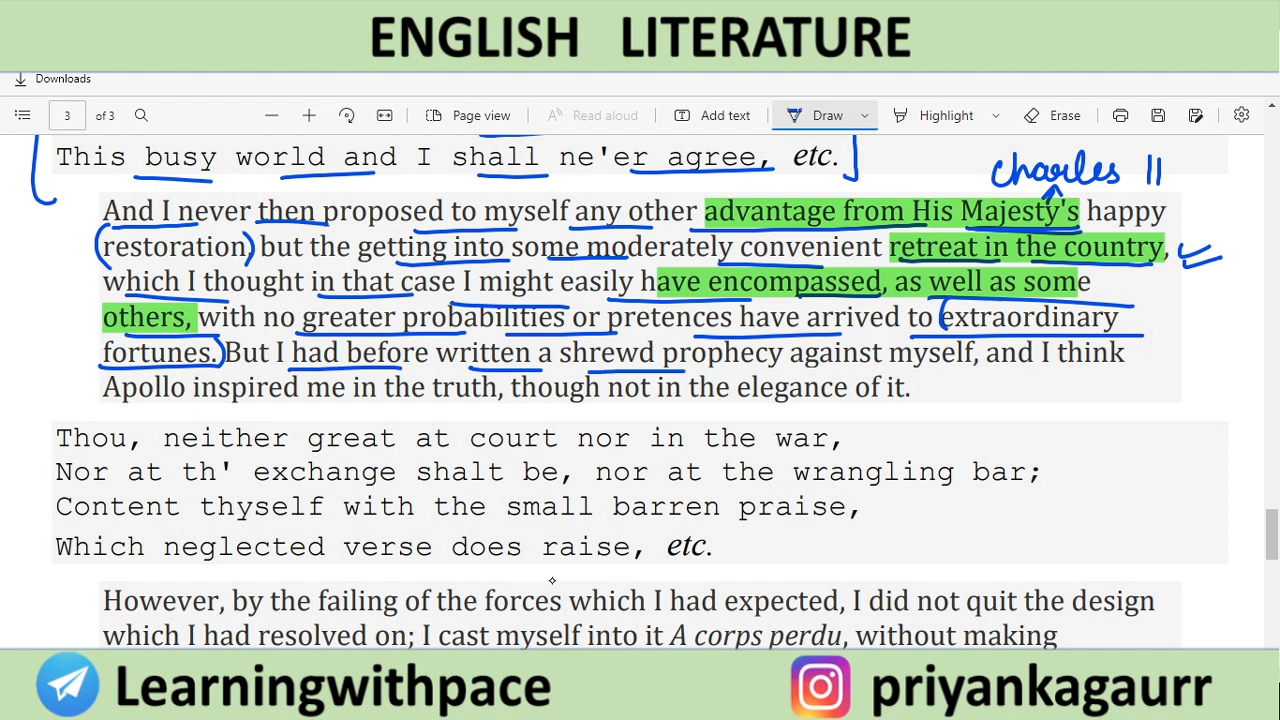 ENGLISH LITERATURE
Downloads
3 of 3 Page view Read aloud Add text Draw Highlight Erase
This busy world and I shall ne'er agree, etc.
Charles II
And I never then proposed to myself any other advantage from His Majesty's happy
restoration, but the getting into some moderately convenient retreat in the country,
which I thought in that case I might easily have encompassed, as well as some
others, with no greater probabilities or pretences have arrived to extraordinary
fortunes. But I had before written a shrewd prophecy against myself, and I think
Apollo inspired me in the truth, though not in the elegance of it.
Thou, neither great at court nor in the war,
Nor at th' exchange shalt be, nor at the wrangling bar;
Content thyself with the small barren praise,
Which neglected verse does raise, etc.
However, by the failing of the forces which I had expected, I did not quit the design
which I had resolved on; I cast myself into it A corps perdu, without making
Learningwithpace priyankagaurr